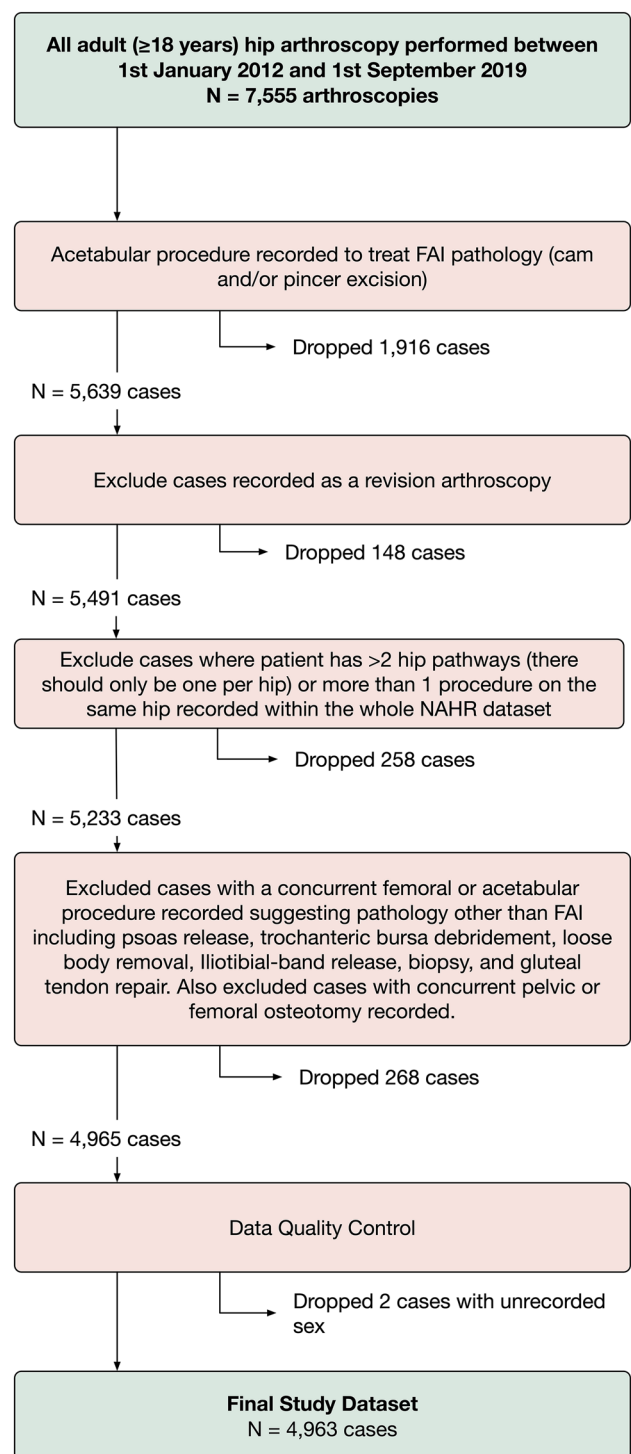 All adult (≥18 years) hip arthroscopy performed between
1st January 2012 and 1st September 2019
N = 7,555 arthroscopies
Acetabular procedure recorded to treat FAI pathology (cam
and/or pincer excision)
Dropped 1,916 cases
N = 5,639 cases
Exclude cases recorded as a revision arthroscopy
Dropped 148 cases
N = 5,491 cases
Exclude cases where patient has >2 hip pathways (there
should only be one per hip) or more than 1 procedure on the
same hip recorded within the whole NAHR dataset
Dropped 258 cases
N = 5,233 cases
Excluded cases with a concurrent femoral or acetabular
procedure recorded suggesting pathology other than FAI
including psoas release, trochanteric bursa debridement, loose
body removal, Iliotibial-band release, biopsy, and gluteal
tendon repair. Also excluded cases with concurrent pelvic or
femoral osteotomy recorded.
Dropped 268 cases
N = 4,965 cases
Data Quality Control
Dropped 2 cases with unrecorded
sex
Final Study Dataset
N = 4,963 cases